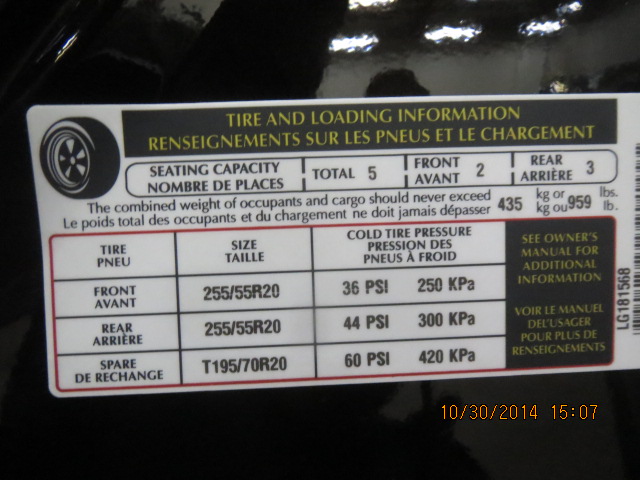 TIRE AND LOADING INFORMATION
RENSEIGNEMENTS SUR LES PNEUS ET LE CHARGEMENT
SEATING CAPACITY
NOMBRE DE PLACES
TOTAL 5
FRONT
AVANT 2
REAR
ARRIÈRE 3
The combined weight of occupants and cargo should never exceed 435 kg or 959 lbs.
Le poids total des occupants et du chargement ne doit jamais dépasser kg ou lb.
TIRE
PNEU
SIZE
TAILLE
COLD TIRE PRESSURE
PRESSION DES
PNEUS À FROID
FRONT
AVANT
255/55R20
36 PSI 250 KPa
REAR
ARRIÈRE
255/55R20
44 PSI 300 KPa
SPARE
DE RECHANGE
T195/70R20
60 PSI 420 KPa
SEE OWNER'S
MANUAL FOR
ADDITIONAL
INFORMATION
VOIR LE MANUEL
DEL'USAGER
POUR PLUS DE
RENSEIGNEMENTS
LG181568
10/30/2014 15:07